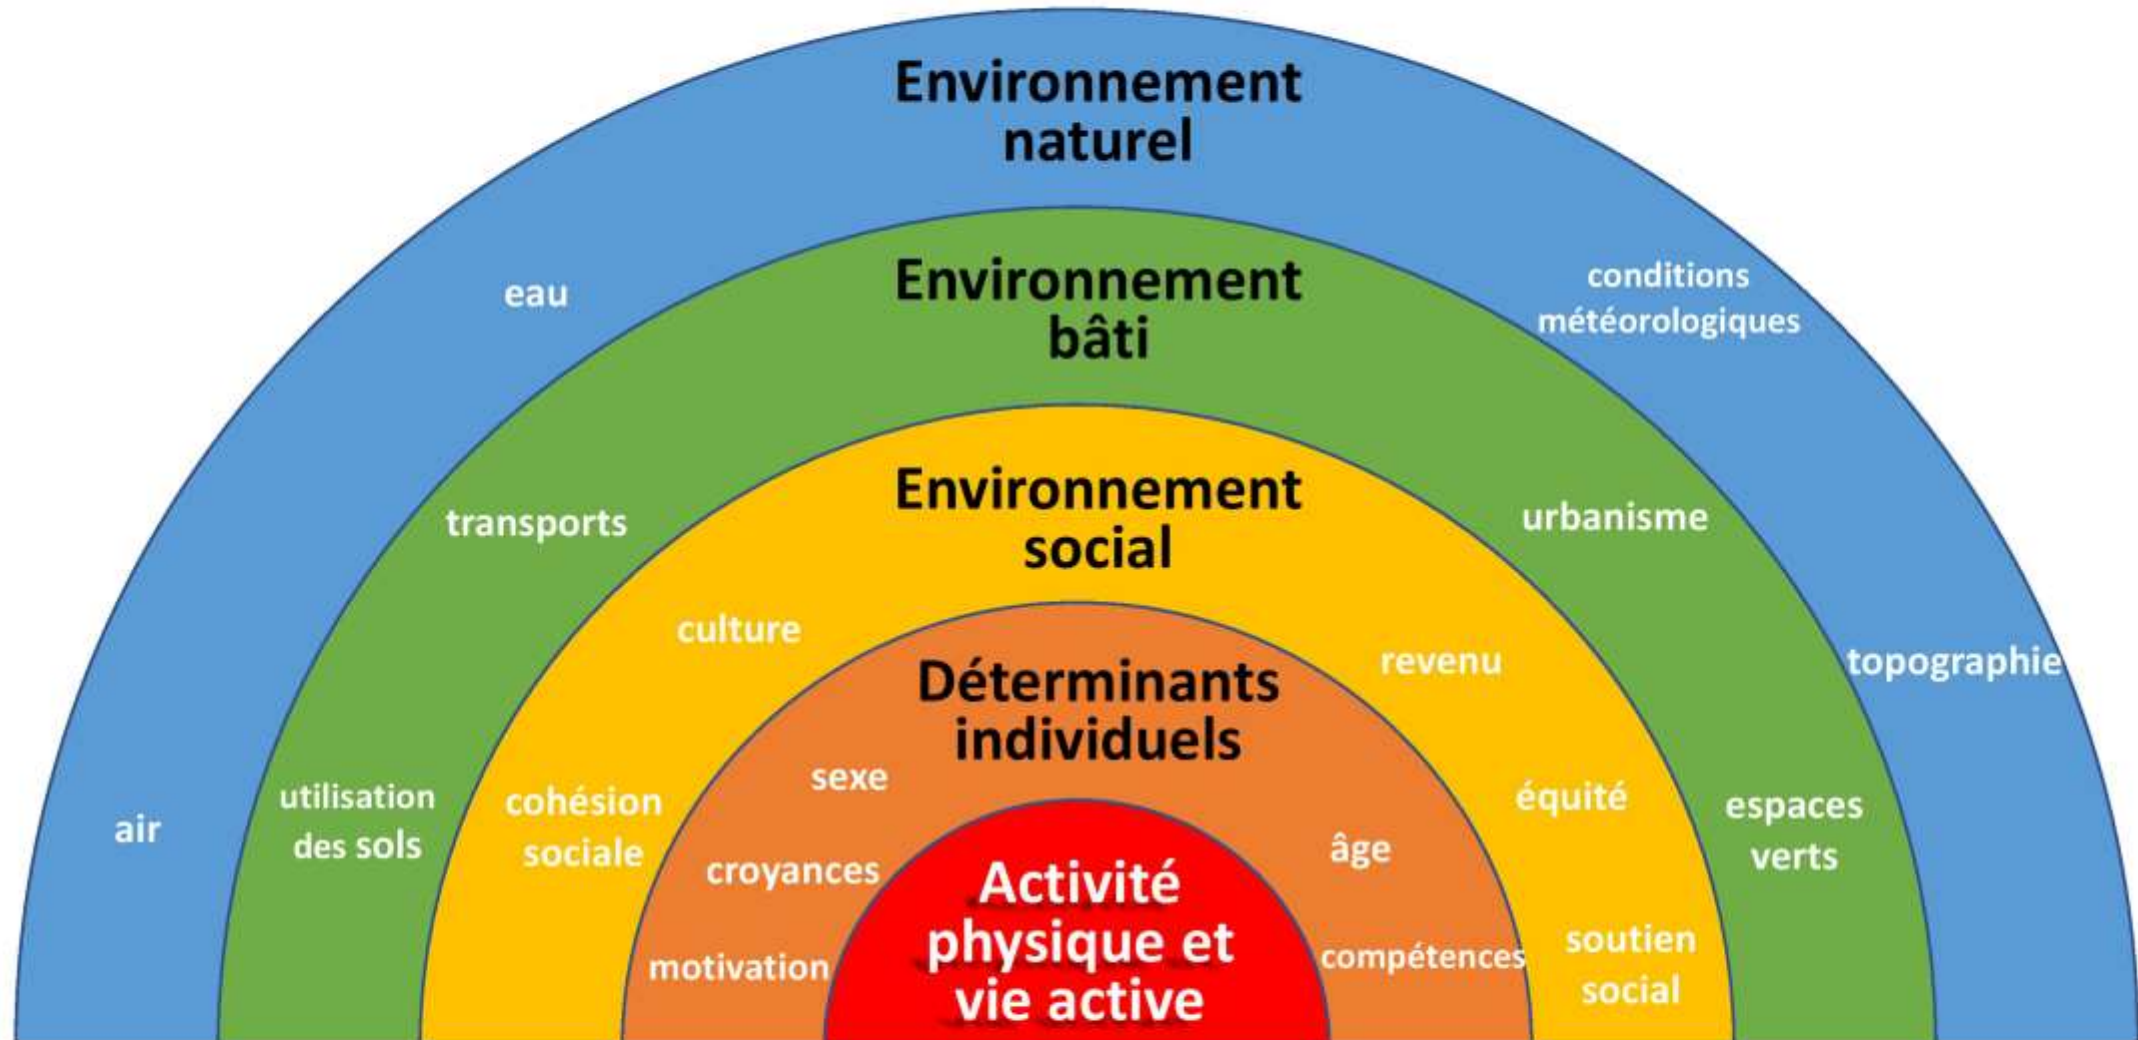 Environnement
naturel
eau
conditions
météorologiques
air
topographie
Environnement
bâti
transports
urbanisme
utilisation
des sols
espaces
verts
Environnement
social
culture
revenu
cohésion
sociale
équité
soutien
social
Déterminants
individuels
sexe
croyances
âge
motivation
compétences
Activité
physique et
vie active